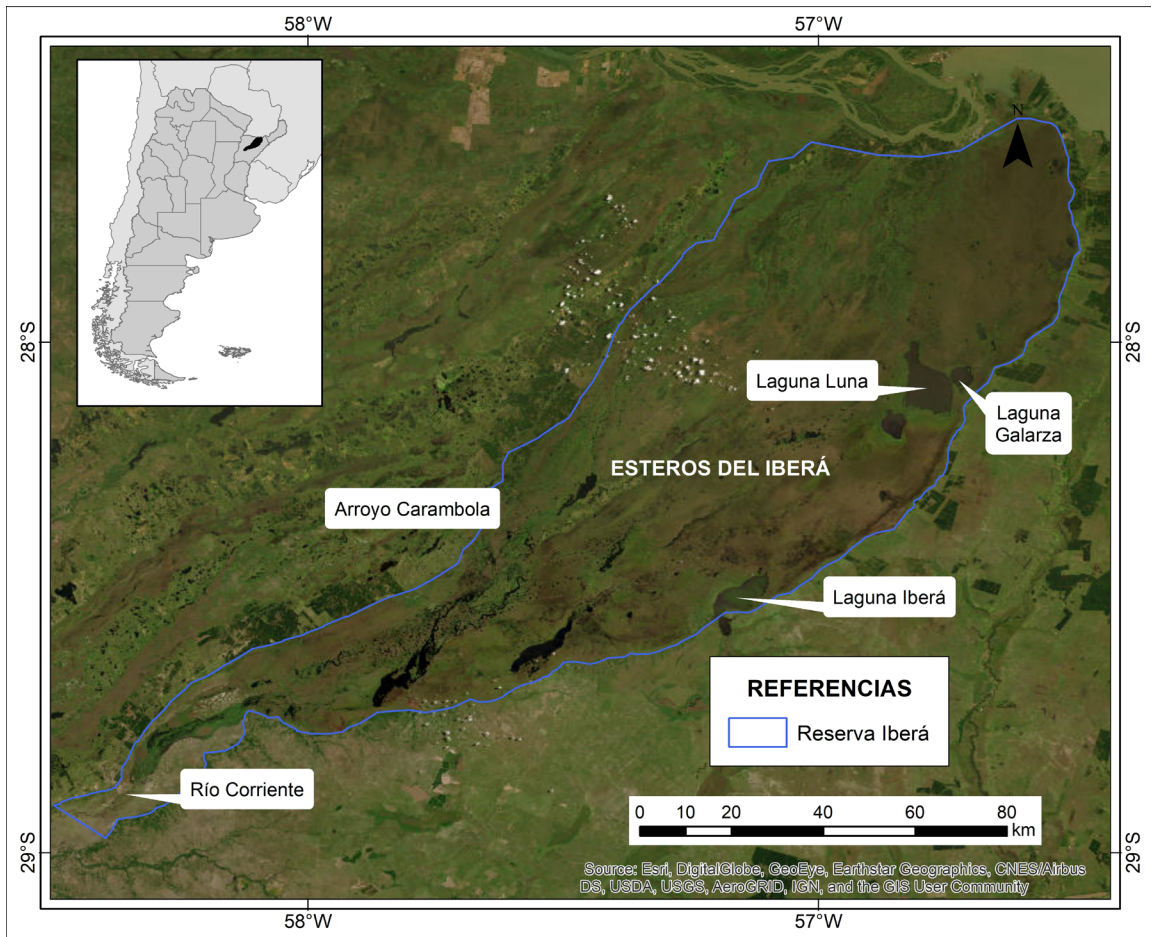 58°W
57°W
N
28°S
28°S
Laguna Luna
Laguna
Galarza
ESTEROS DEL IBERÁ
Arroyo Carambola
Laguna Iberá
REFERENCIAS
Reserva Iberá
Río Corriente
0 10 20 40 60 80
km
29°S
29°S
Source: Esri, DigitalGlobe, GeoEye, Earthstar Geographics, CNES/Airbus
DS, USDA, USGS, AeroGRID, IGN, and the GIS User Community
58°W
57°W